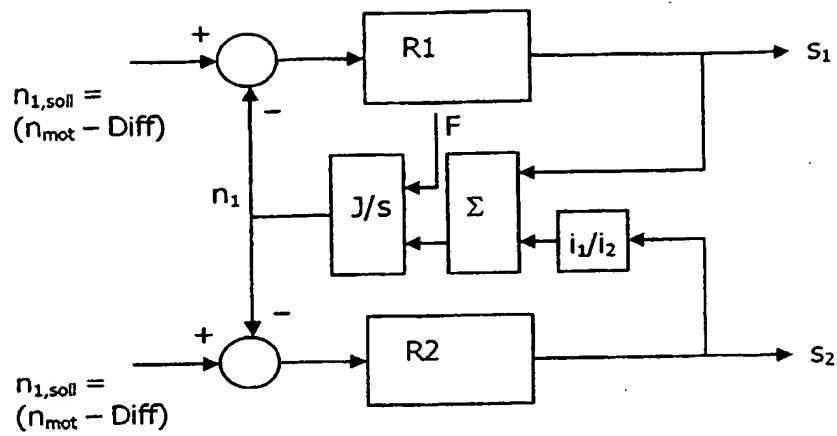 R1
S₁
+
n₁,soll =
(nmot – Diff)
–
F
n₁
J/s
Σ
i₁/i₂
–
+
R2
S₂
n₁,soll =
(nmot – Diff)